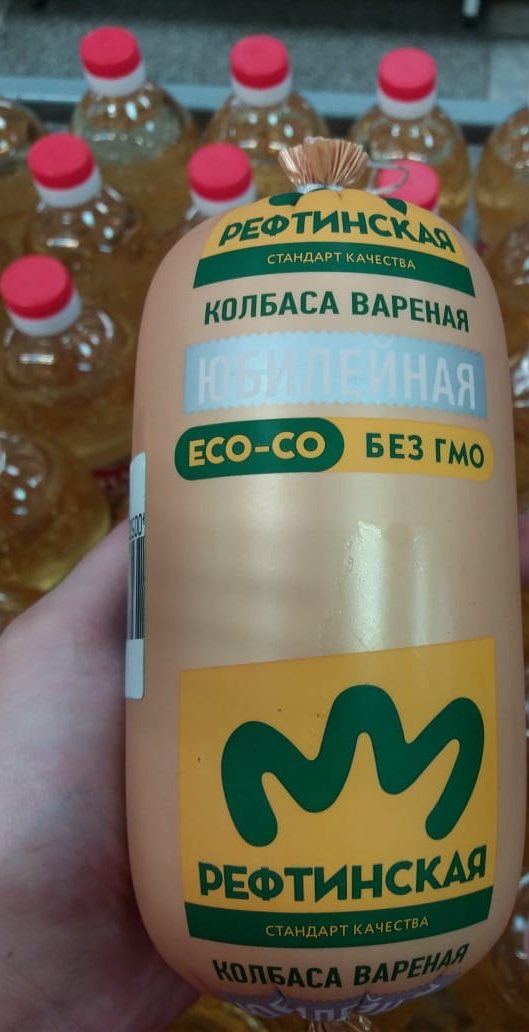 РЕФТИНСКАЯ
СТАНДАРТ КАЧЕСТВА
КОЛБАСА ВАРЕНАЯ
ЮБИЛЕЙНАЯ
ECO-CO БЕЗ ГМО
РЕФТИНСКАЯ
СТАНДАРТ КАЧЕСТВА
КОЛБАСА ВАРЕНАЯ